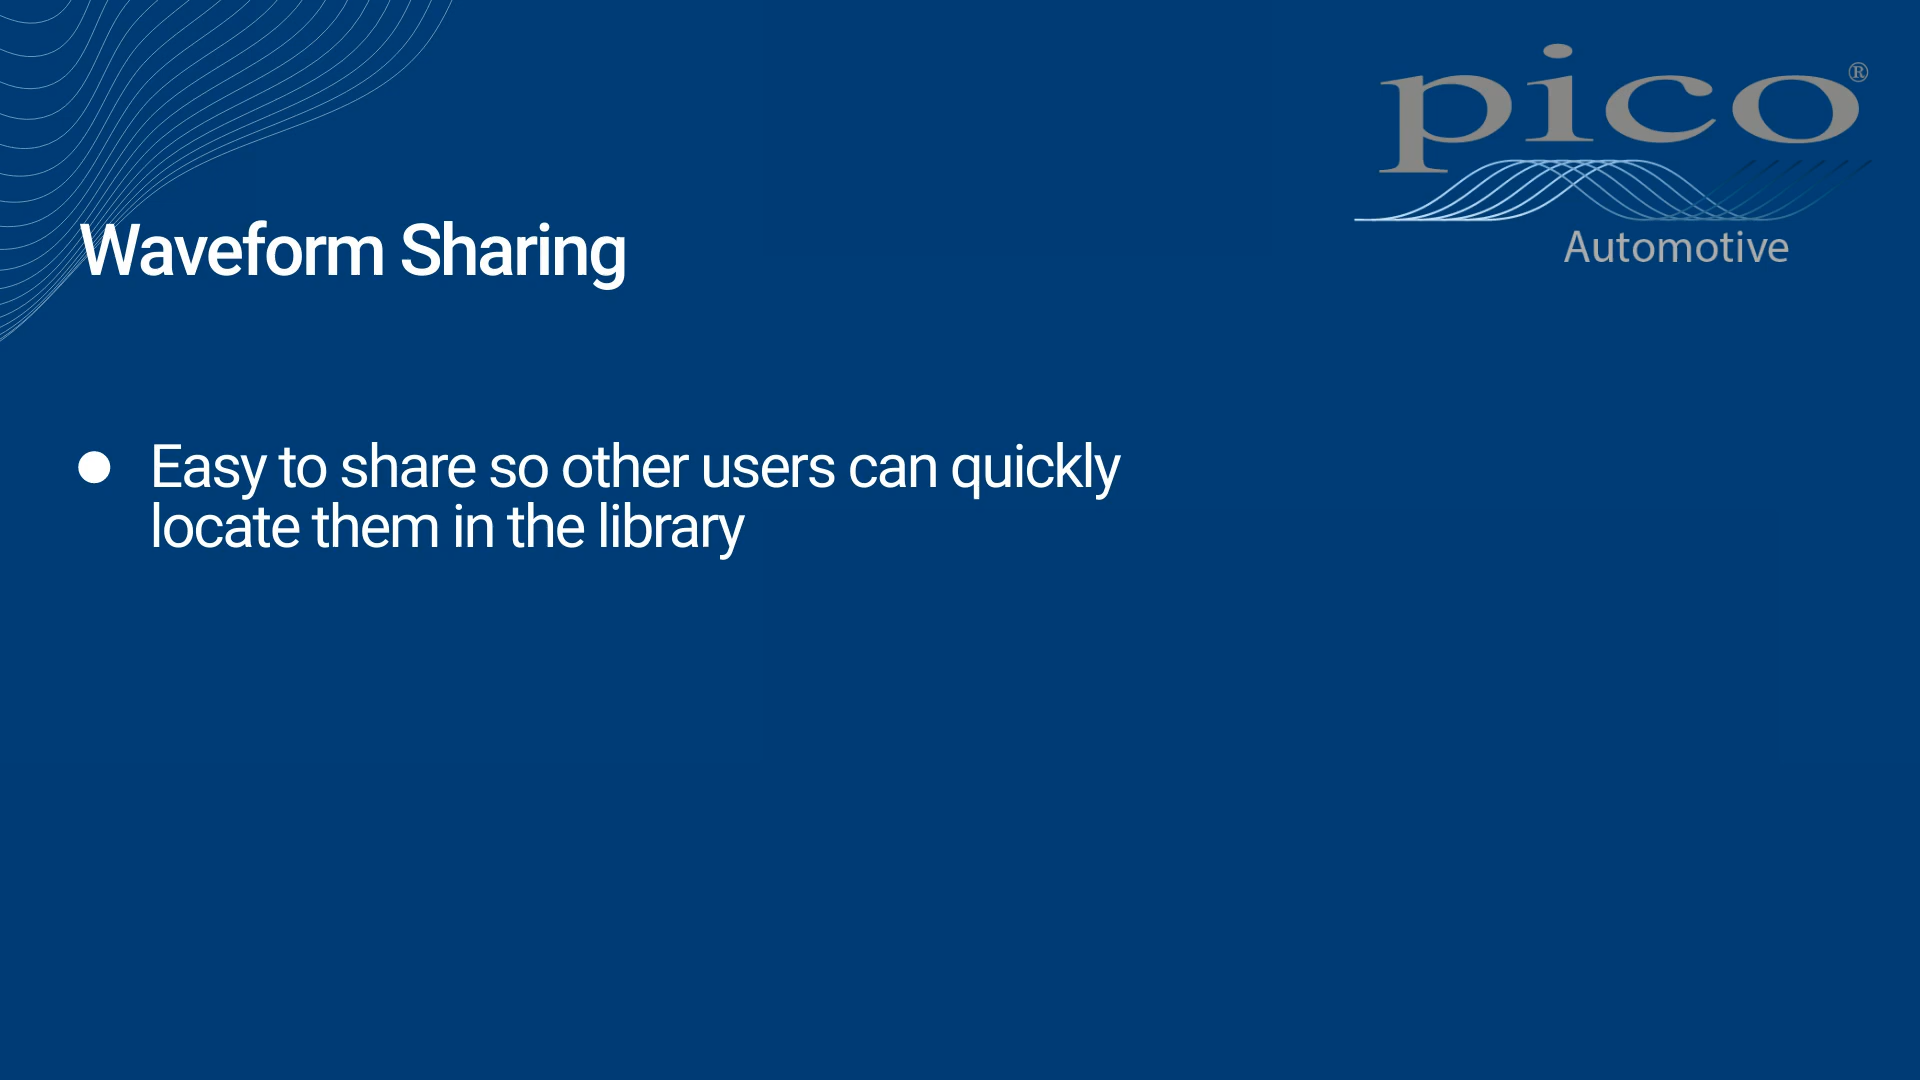 pico®
Automotive
Waveform Sharing
Easy to share so other users can quickly
locate them in the library